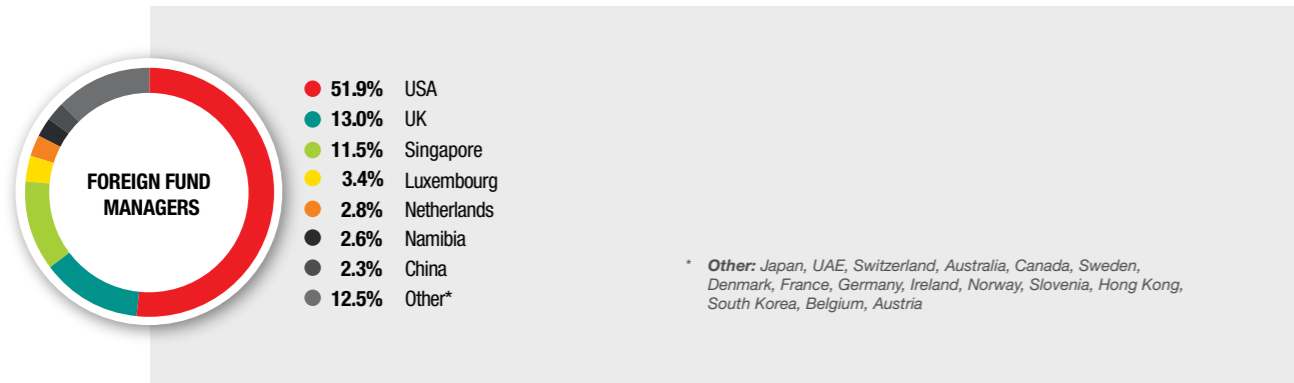 FOREIGN FUND
MANAGERS
51.9% USA
13.0% UK
11.5% Singapore
3.4% Luxembourg
2.8% Netherlands
2.6% Namibia
2.3% China
12.5% Other*
* Other: Japan, UAE, Switzerland, Australia, Canada, Sweden,
Denmark, France, Germany, Ireland, Norway, Slovenia, Hong Kong,
South Korea, Belgium, Austria